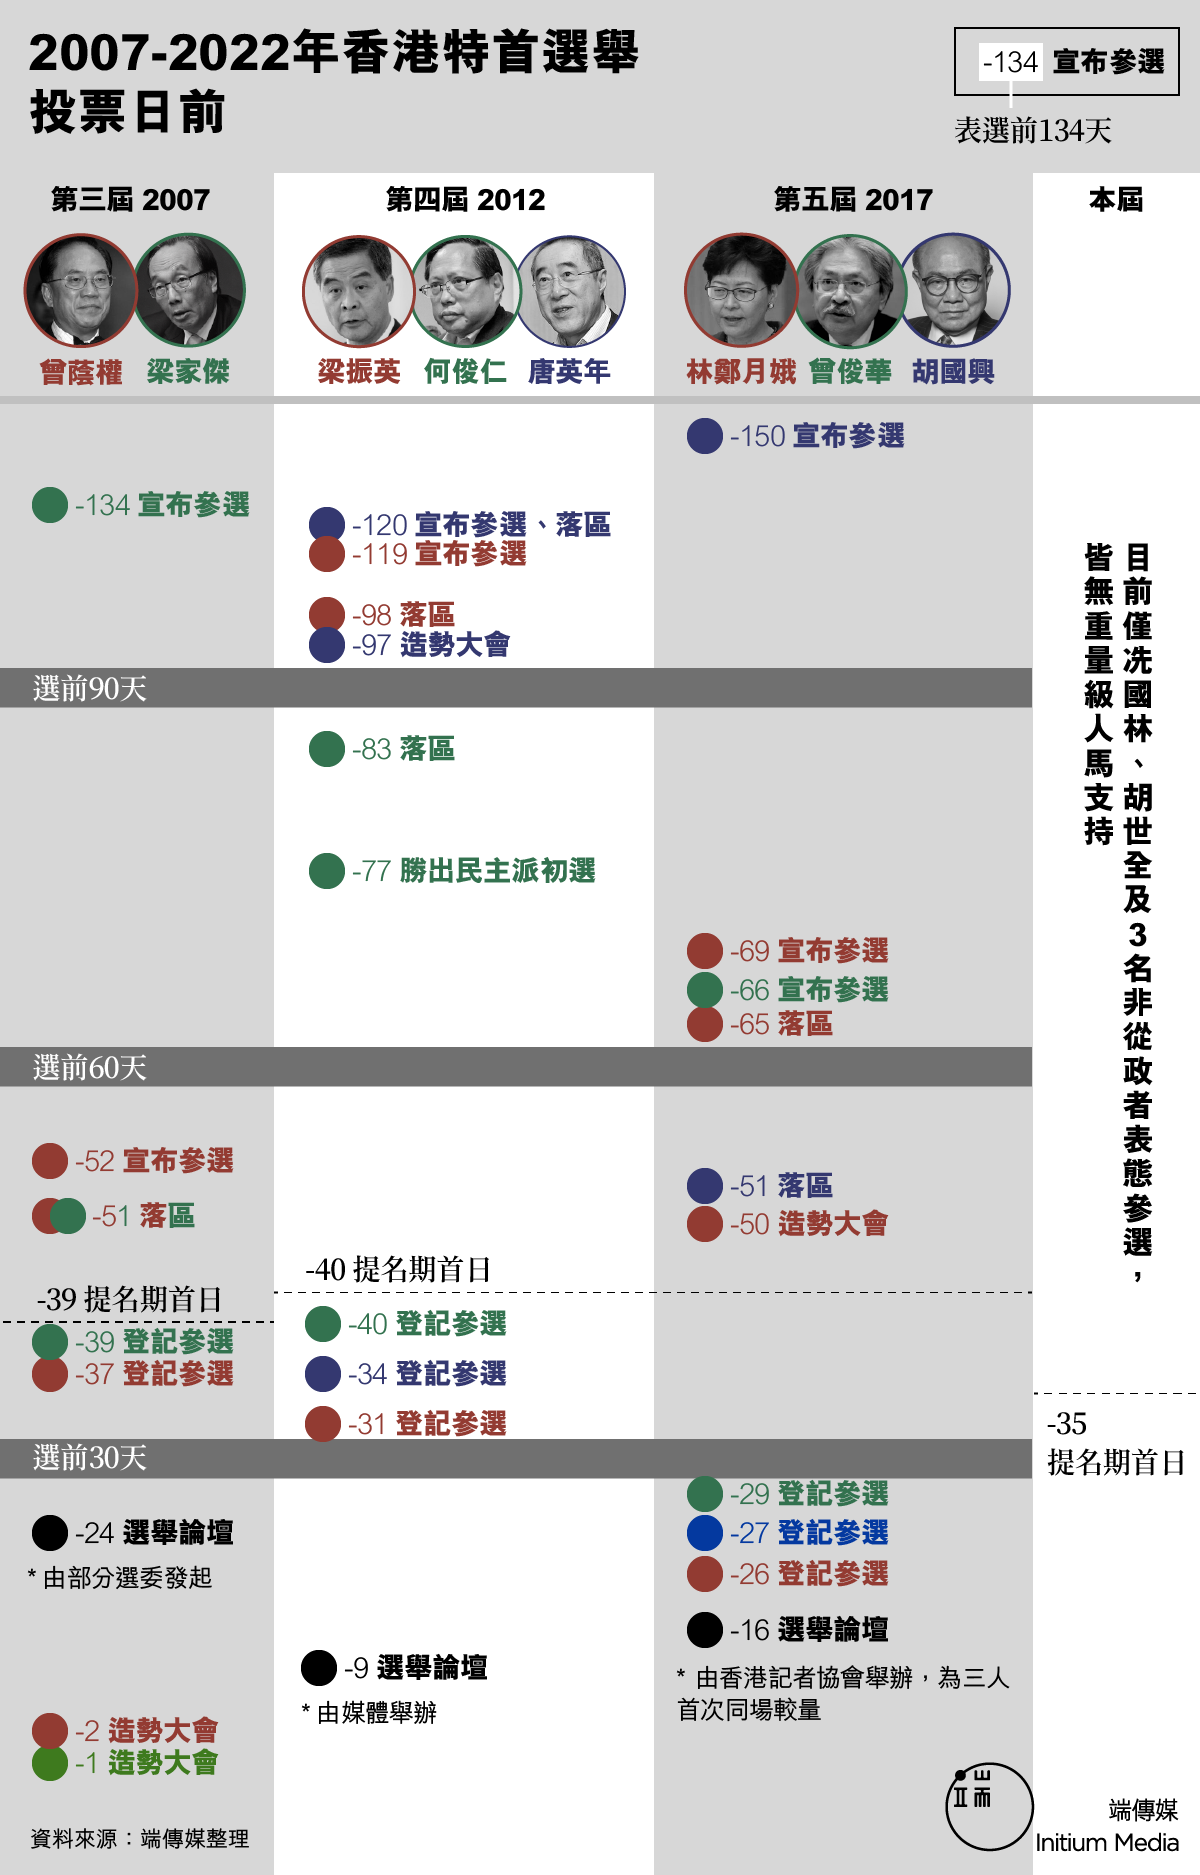 2007-2022年香港特首選舉
投票日前
-134 宣布參選
表選前134天
第三屆 2007
曾蔭權 梁家傑
-134 宣布參選
第四屆 2012
梁振英 何俊仁 唐英年
-120 宣布參選、落區
-119 宣布參選
-98 落區
-97 造勢大會
第五屆 2017
林鄭月娥 曾俊華 胡國興
-150 宣布參選
本屆
目前僅冼國林、胡世全及3名非從政者表態參選，
皆無重量級人馬支持
選前90天
-83 落區
-77 勝出民主派初選
-69 宣布參選
-66 宣布參選
-65 落區
選前60天
-52 宣布參選
-51 落區
-39 提名期首日
-39 登記參選
-37 登記參選
-40 提名期首日
-40 登記參選
-34 登記參選
-31 登記參選
-51 落區
-50 造勢大會
-35
提名期首日
選前30天
-24 選舉論壇
* 由部分選委發起
-2 造勢大會
-1 造勢大會
-9 選舉論壇
* 由媒體舉辦
-29 登記參選
-27 登記參選
-26 登記參選
-16 選舉論壇
* 由香港記者協會舉辦，為三人
首次同場較量
資料來源：端傳媒整理
端
端傳媒
Initium Media